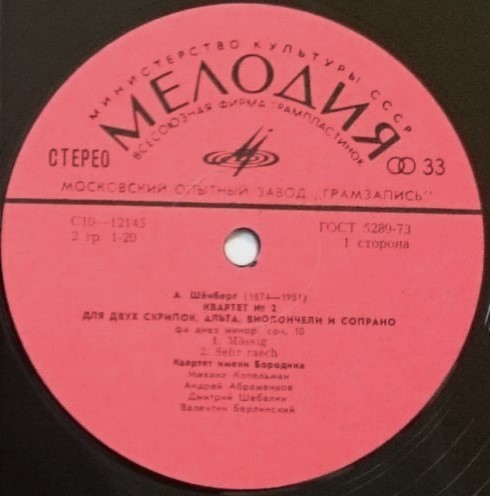 МИНИСТЕРСТВО КУЛЬТУРЫ СССР
МЕЛОДИЯ
ВСЕСОЮЗНАЯ ФИРМА ГРАМПЛАСТИНОК
СТЕРЕО
33
МОСКОВСКИЙ ОПЫТНЫЙ ЗАВОД „ГРАМЗАПИСЬ"
С10—12145
ГОСТ 5289-73
2 гр. 1-20
1 сторона
А. Шёнберг (1874—1951)
КВАРТЕТ № 2
ДЛЯ ДВУХ СКРИПОК, АЛЬТА, ВИОЛОНЧЕЛИ И СОПРАНО
фа диез минор, соч. 10
1. Mässig
2. Sehr rasch
Квартет имени Бородина
Михаил Копельман
Андрей Абраменков
Дмитрий Шебалин
Валентин Берлинский